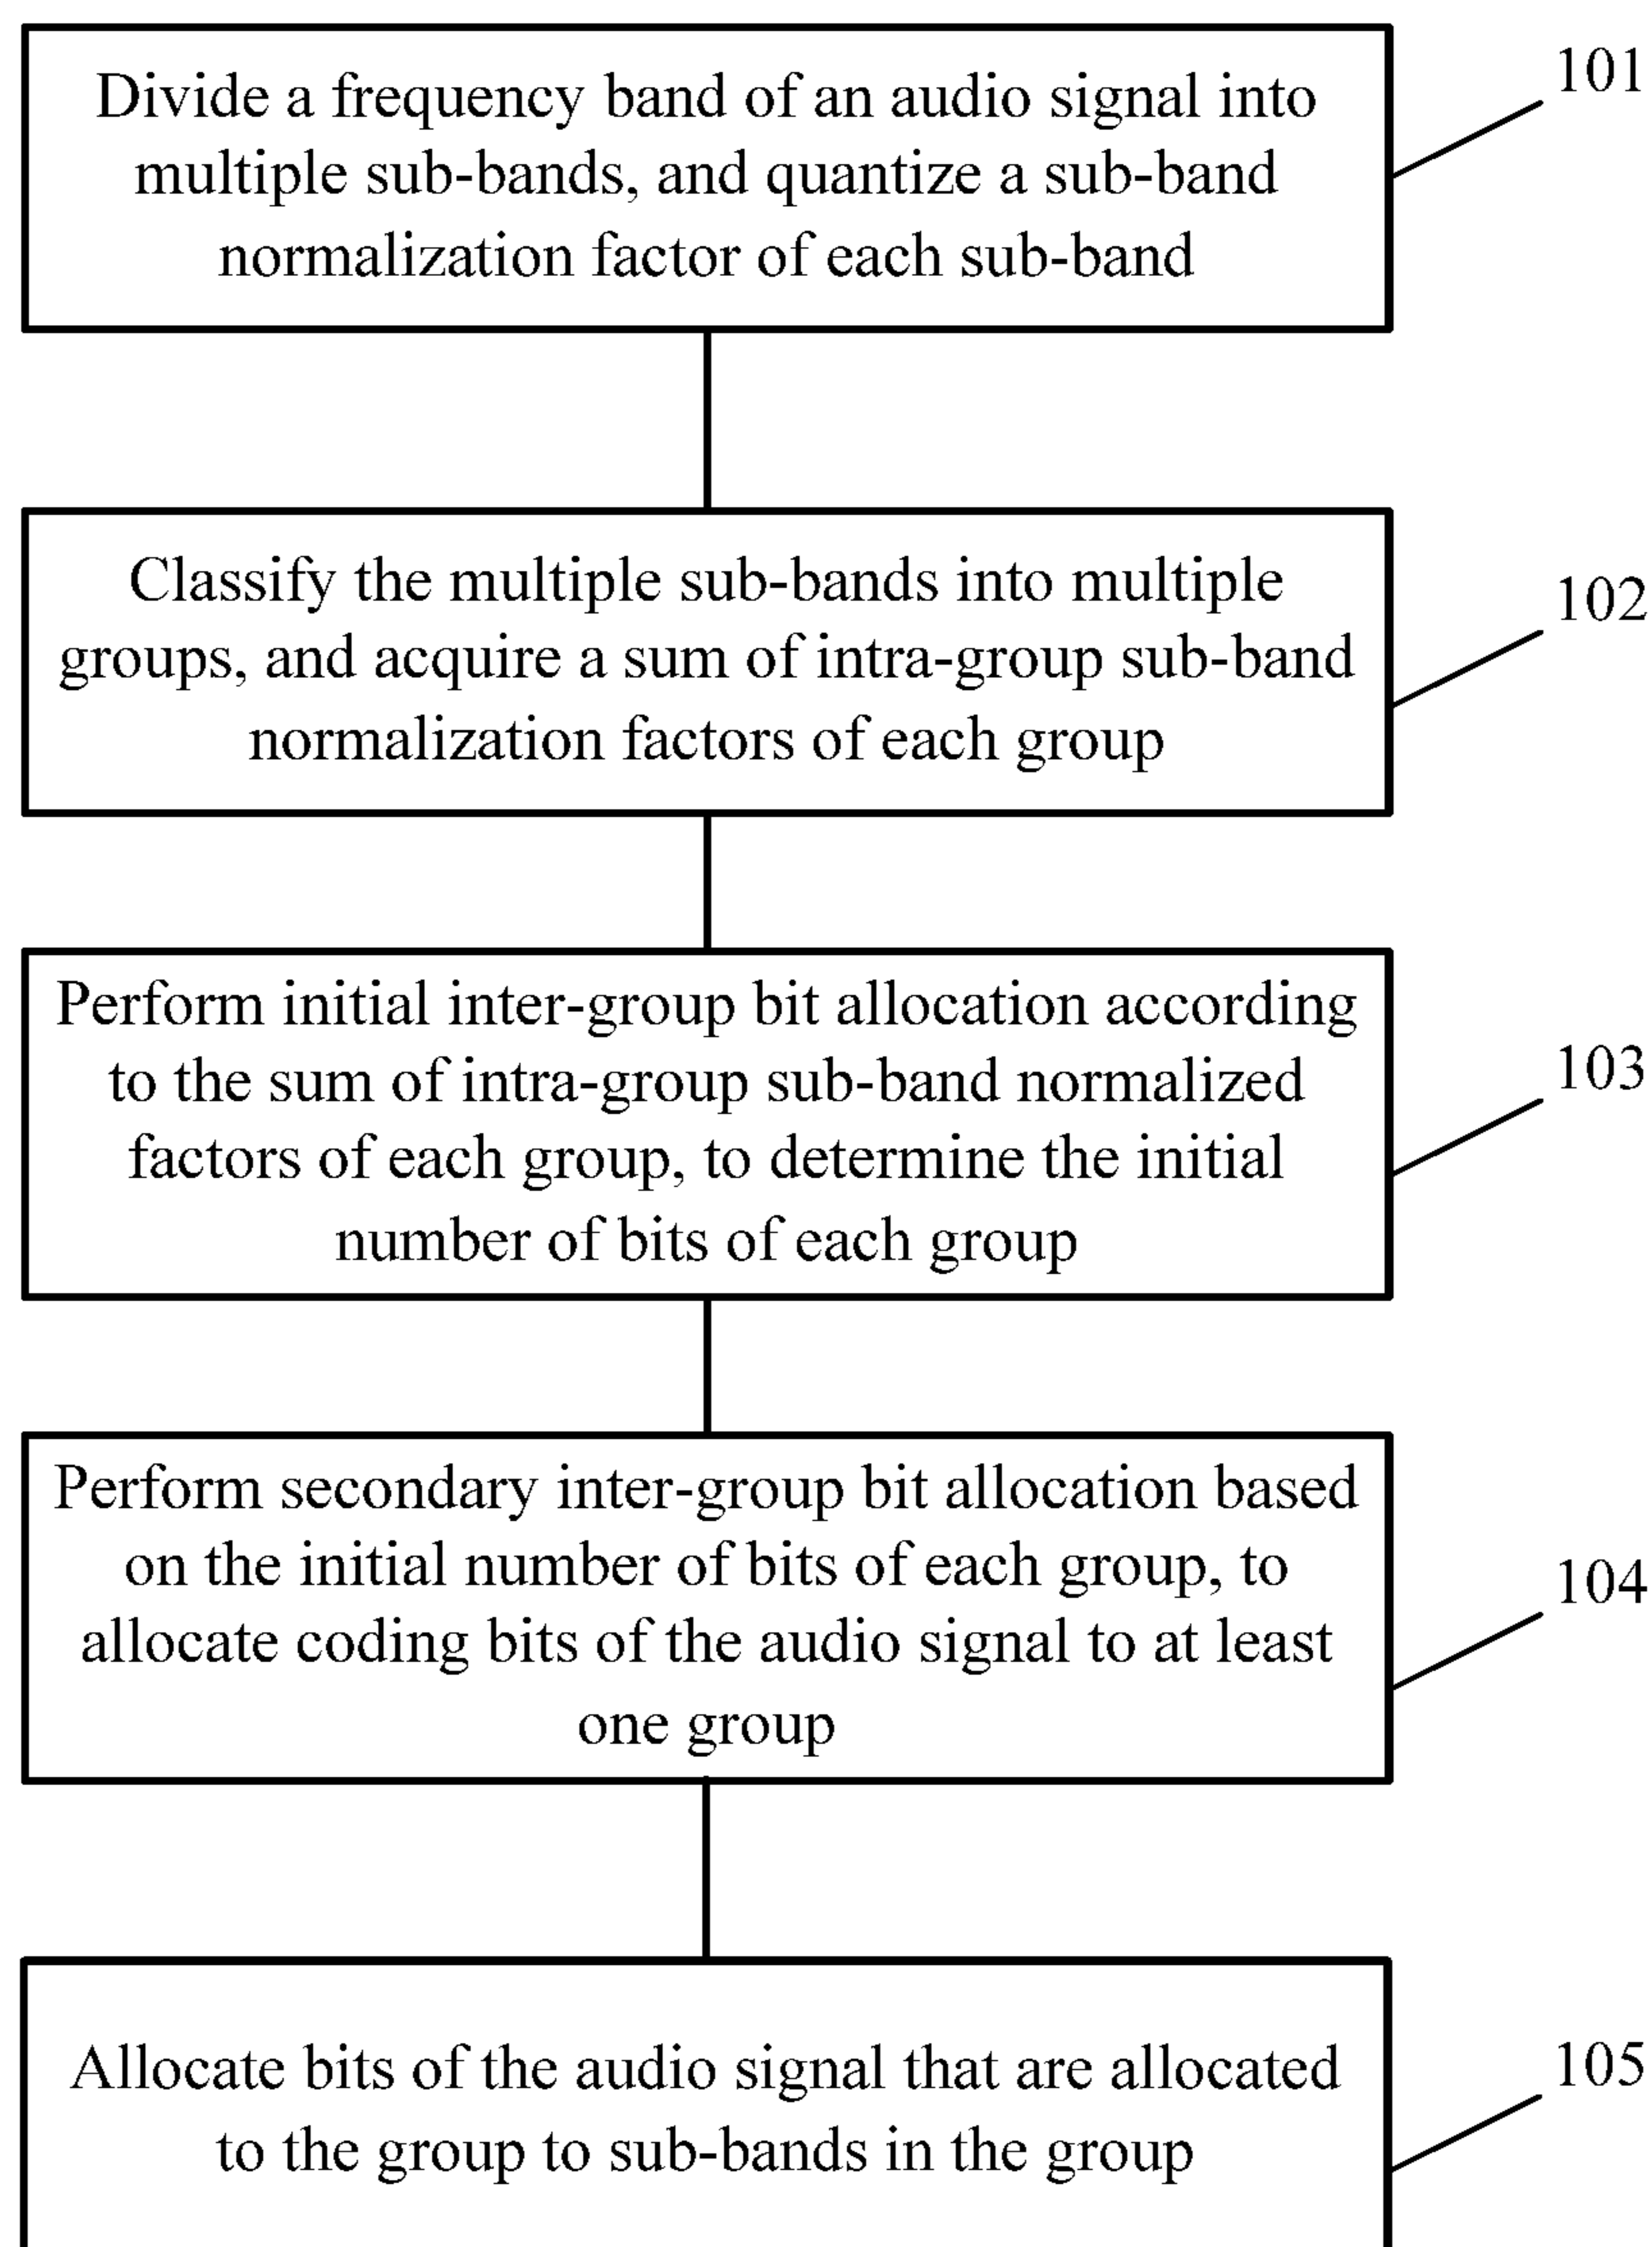 Divide a frequency band of an audio signal into
multiple sub-bands, and quantize a sub-band
normalization factor of each sub-band
101
Classify the multiple sub-bands into multiple
groups, and acquire a sum of intra-group sub-band
normalization factors of each group
102
Perform initial inter-group bit allocation according
to the sum of intra-group sub-band normalized
factors of each group, to determine the initial
number of bits of each group
103
Perform secondary inter-group bit allocation based
on the initial number of bits of each group, to
allocate coding bits of the audio signal to at least
one group
104
Allocate bits of the audio signal that are allocated
to the group to sub-bands in the group
105